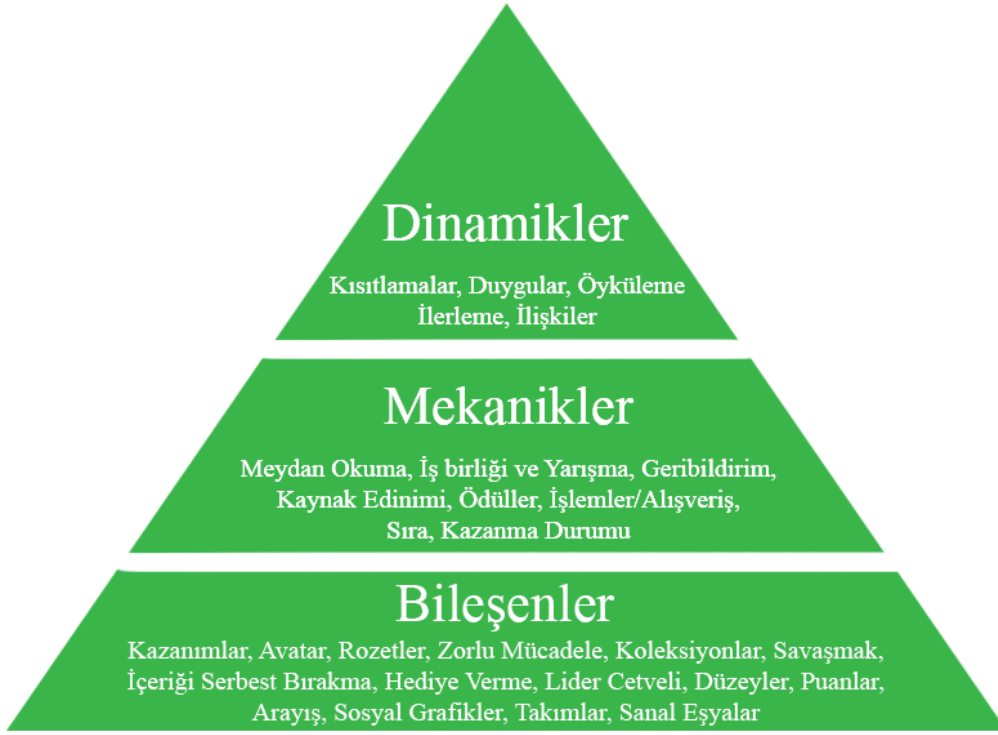 Dinamikler
Kısıtlamalar, Duygular, Öyküleme
İlerleme, İlişkiler
Mekanikler
Meydan Okuma, İş birliği ve Yarışma, Geribildirim,
Kaynak Edinimi, Ödüller, İşlemler/Alışveriş,
Sıra, Kazanma Durumu
Bileşenler
Kazanımlar, Avatar, Rozetler, Zorlu Mücadele, Koleksiyonlar, Savaşmak,
İçeriği Serbest Bırakma, Hediye Verme, Lider Cetveli, Düzeyler, Puanlar,
Arayış, Sosyal Grafikler, Takımlar, Sanal Eşyalar